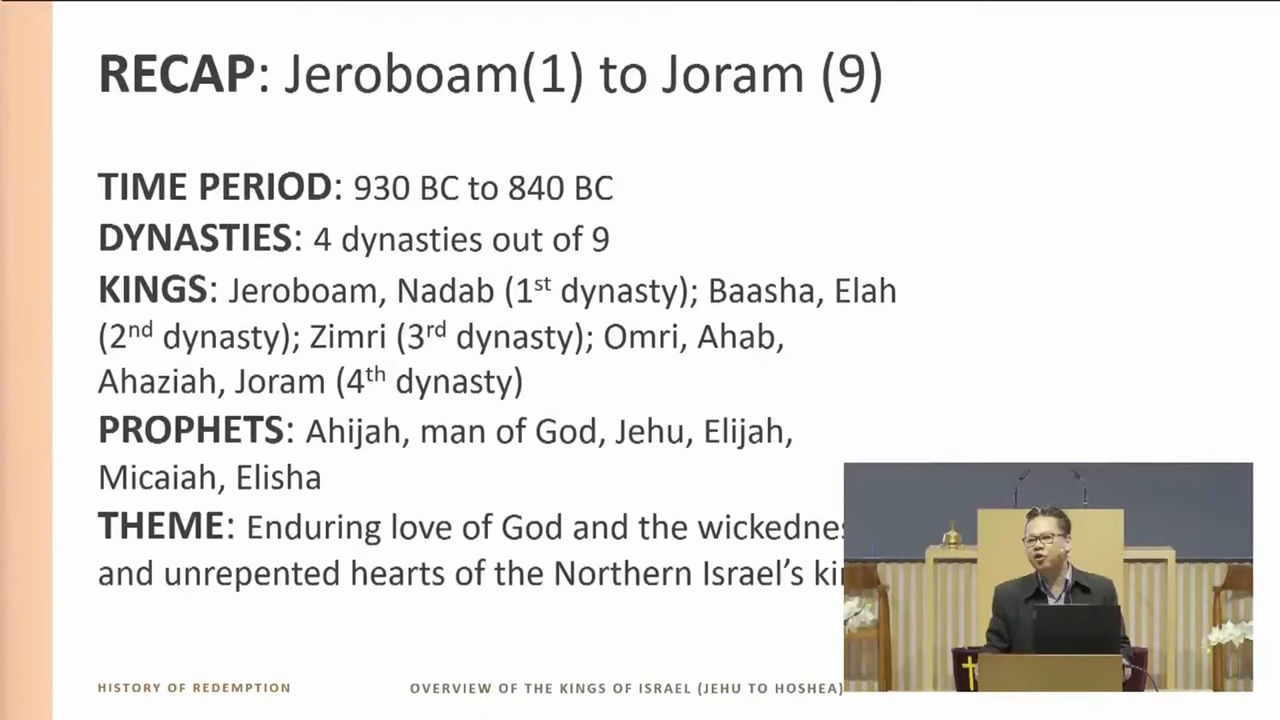 RECAP: Jeroboam(1) to Joram (9)
TIME PERIOD: 930 BC to 840 BC
DYNASTIES: 4 dynasties out of 9
KINGS: Jeroboam, Nadab (1st dynasty); Baasha, Elah
(2nd dynasty); Zimri (3rd dynasty); Omri, Ahab,
Ahaziah, Joram (4th dynasty)
PROPHETS: Ahijah, man of God, Jehu, Elijah,
Micaiah, Elisha
THEME: Enduring love of God and the
and unrepented hearts of the Northern Israel's
HISTORY OF REDEMPTION
OVERVIEW OF THE KINGS OF ISRAEL (JEHU TO HOSHEA)